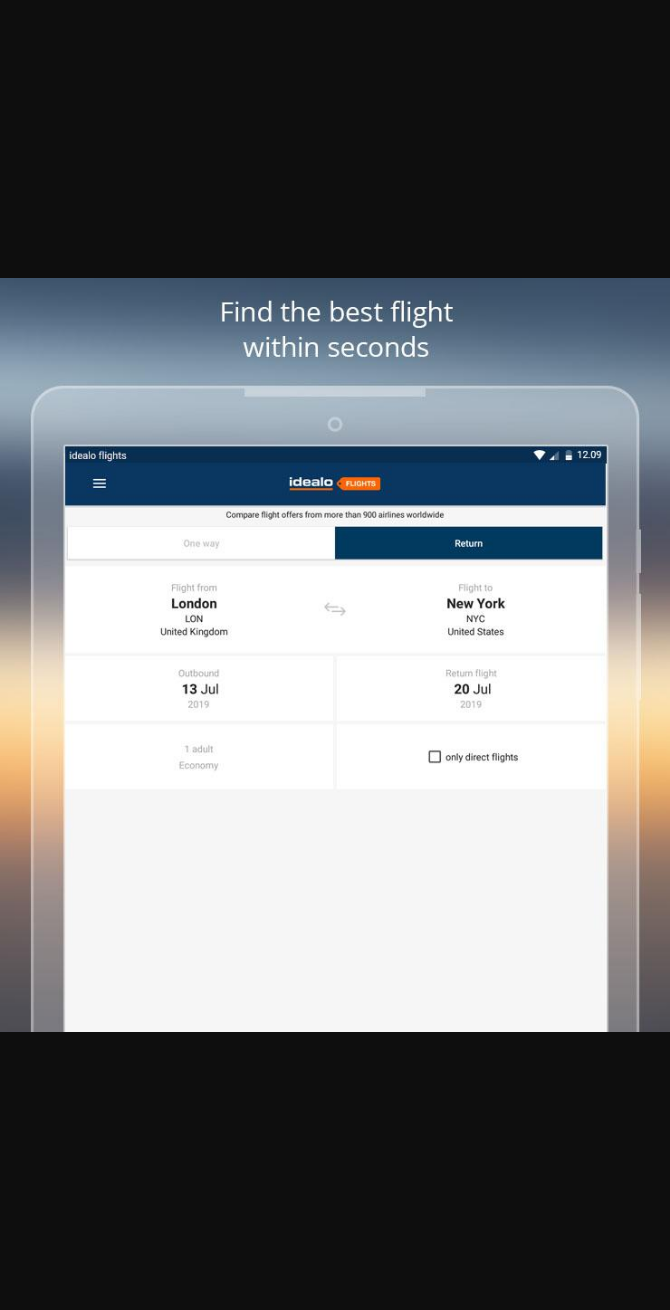 Find the best flight
within seconds
idealo flights 12.09
idealo FLIGHTS
Compare flight offers from more than 900 airlines worldwide
One way Return
Flight from Flight to
London New York
LON NYC
United Kingdom United States
Outbound Return flight
13 Jul 20 Jul
2019 2019
1 adult
Economy
only direct flights